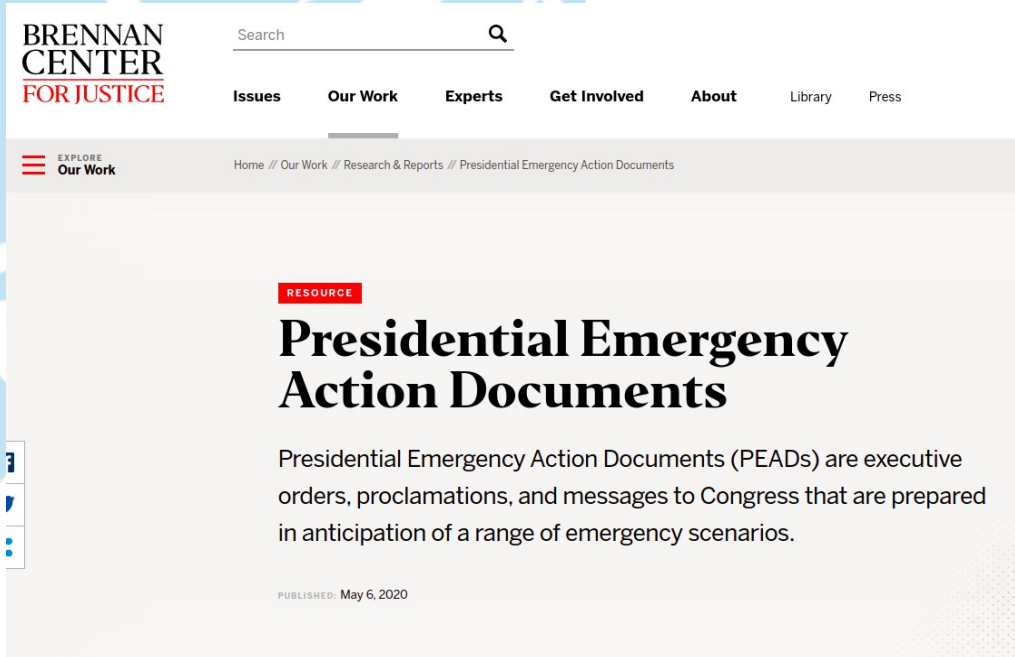 BRENNAN
CENTER
FOR JUSTICE
Search
Issues Our Work Experts Get Involved About Library Press
EXPLORE
Our Work
Home // Our Work // Research & Reports // Presidential Emergency Action Documents
RESOURCE
Presidential Emergency
Action Documents
Presidential Emergency Action Documents (PEADs) are executive
orders, proclamations, and messages to Congress that are prepared
in anticipation of a range of emergency scenarios.
PUBLISHED: May 6, 2020